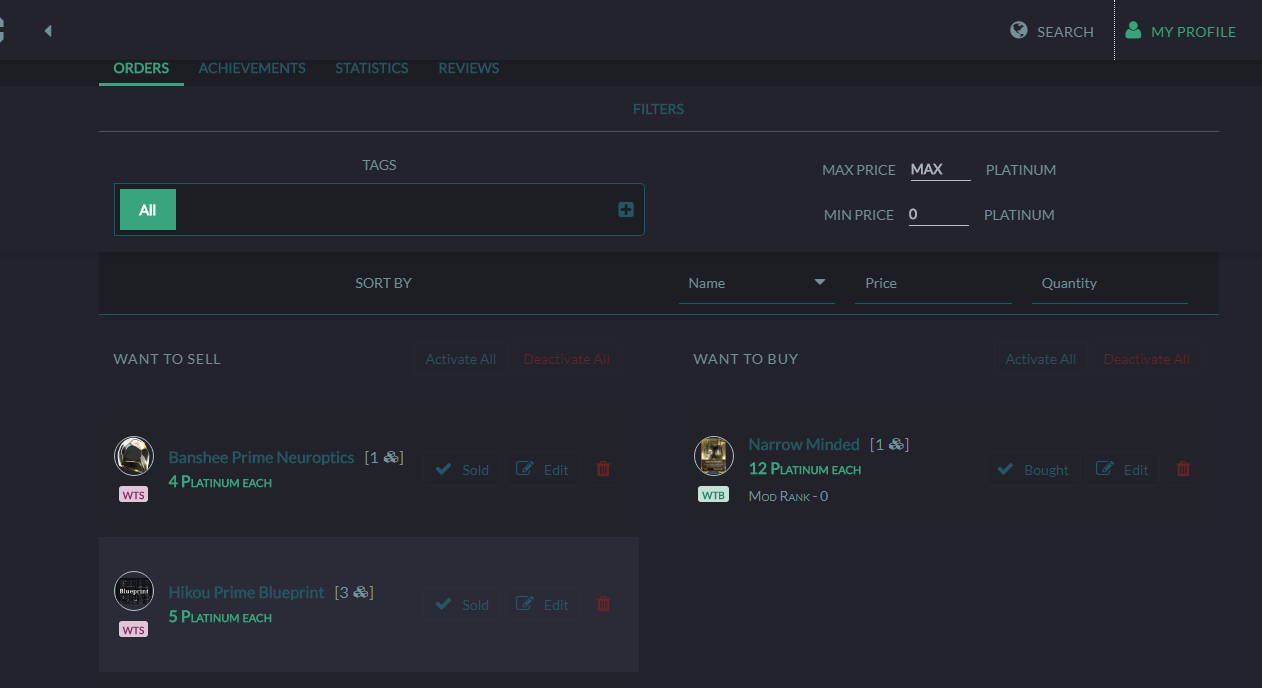 SEARCH MY PROFILE
ORDERS ACHIEVEMENTS STATISTICS REVIEWS
FILTERS
TAGS
All
MAX PRICE MAX PLATINUM
MIN PRICE 0 PLATINUM
SORT BY Name Price Quantity
WANT TO SELL Activate All Deactivate All
Banshee Prime Neuroptics [1]
4 PLATINUM EACH
WTS
Sold Edit
Hikou Prime Blueprint [3]
5 PLATINUM EACH
Blueprint
WTS
Sold Edit
WANT TO BUY Activate All Deactivate All
Narrow Minded [1]
12 PLATINUM EACH
MOD RANK - 0
WTB
Bought Edit